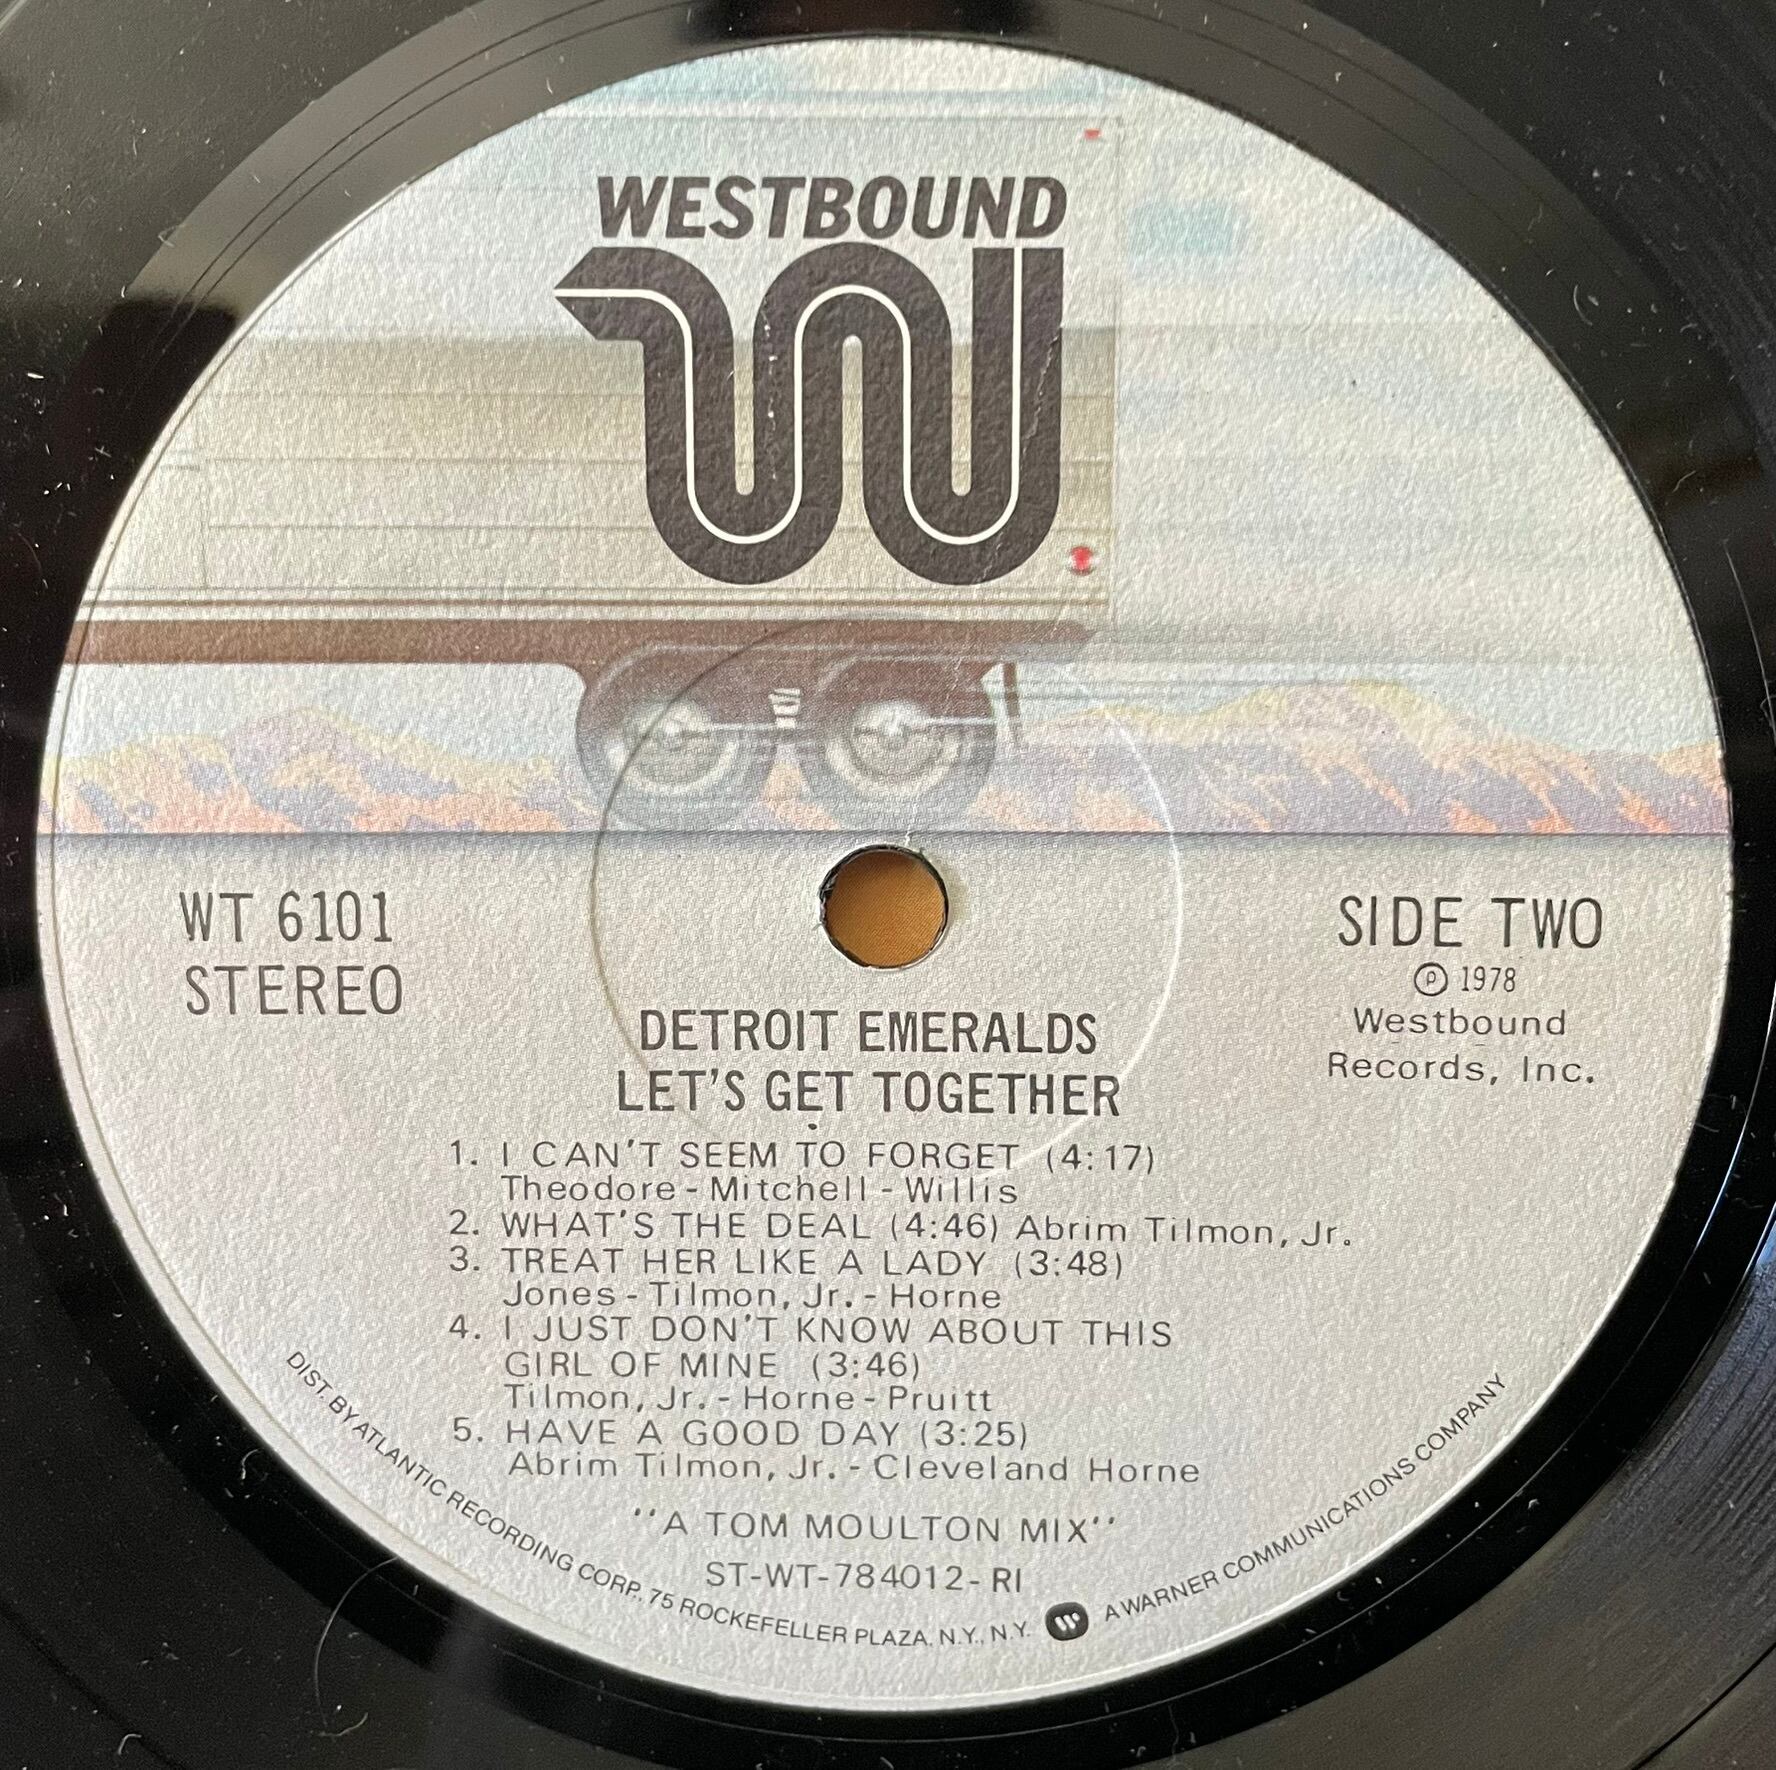 WESTBOUND
WT 6101
STEREO
SIDE TWO
Ⓟ 1978
Westbound
Records, Inc.
DETROIT EMERALDS
LET'S GET TOGETHER
1. I CAN'T SEEM TO FORGET (4:17)
Theodore - Mitchell - Willis
2. WHAT'S THE DEAL (4:46) Abrim Tilmon, Jr.
3. TREAT HER LIKE A LADY (3:48)
Jones - Tilmon, Jr. - Horne
4. I JUST DON'T KNOW ABOUT THIS
GIRL OF MINE (3:46)
Tilmon, Jr. - Horne - Pruitt
5. HAVE A GOOD DAY (3:25)
Abrim Tilmon, Jr. - Cleveland Horne
''A TOM MOULTON MIX''
ST-WT-784012-RI
DIST. BY ATLANTIC RECORDING CORP., 75 ROCKEFELLER PLAZA, N.Y., N.Y. A WARNER COMMUNICATIONS COMPANY